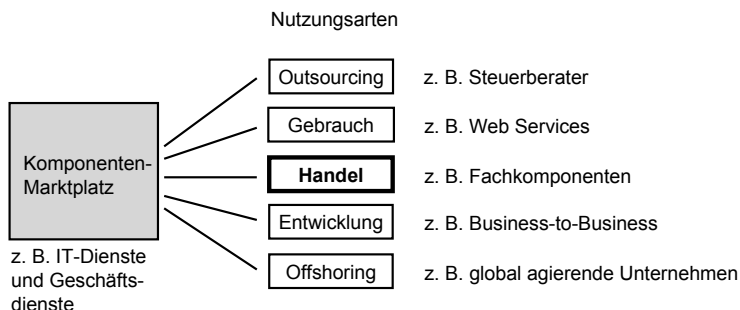 Nutzungsarten
Outsourcing z. B. Steuerberater
Gebrauch z. B. Web Services
Komponenten-
Marktplatz
Handel z. B. Fachkomponenten
Entwicklung z. B. Business-to-Business
Offshoring z. B. global agierende Unternehmen
z. B. IT-Dienste
und Geschäfts-
dienste